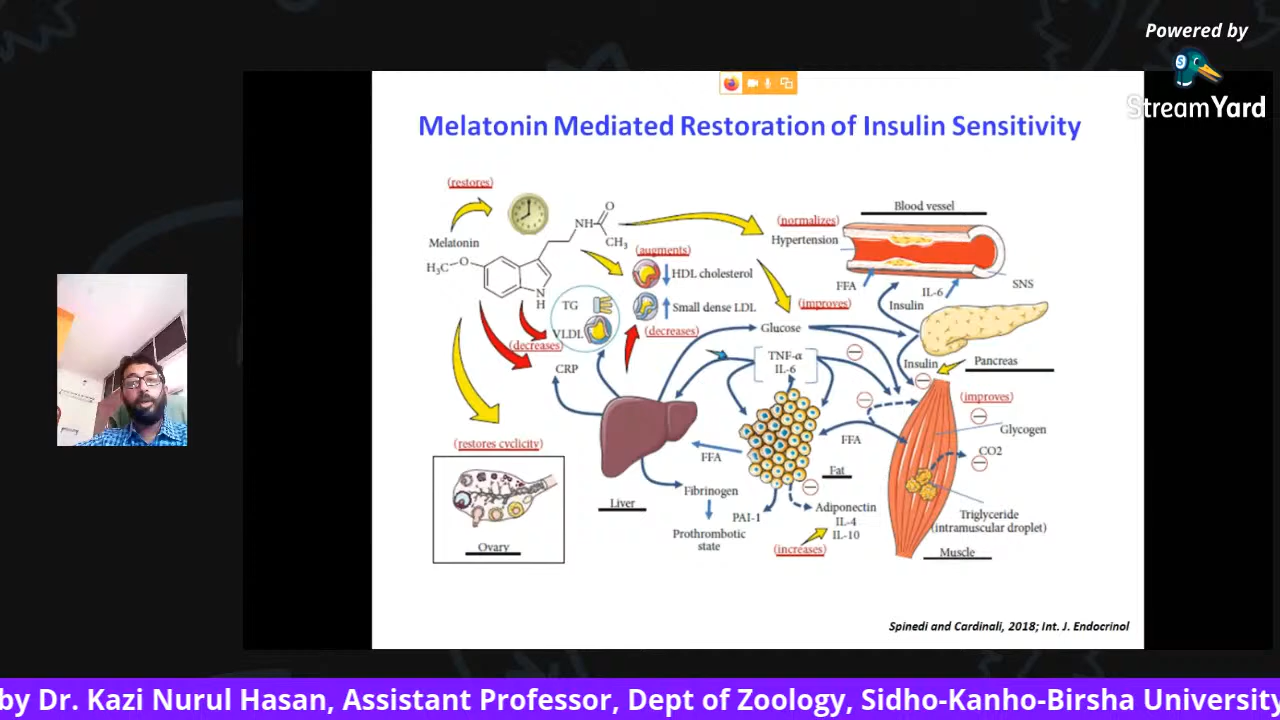 Powered by
StreamYard
Melatonin Mediated Restoration of Insulin Sensitivity
(restores)
Melatonin
H₃C
O
NH
O
CH₃
N
H
(augments)
HDL cholesterol
Small dense LDL
(decreases)
TG
VLDL
(decreases)
CRP
(normalizes)
Hypertension
Blood vessel
FFA
IL-6
SNS
Insulin
(improves)
Glucose
TNF-α
IL-6
Insulin
Pancreas
(improves)
Glycogen
CO2
(restores cyclicity)
Ovary
Liver
FFA
Fibrinogen
Prothrombotic
state
PAI-1
Fat
FFA
Adiponectin
IL-4
IL-10
(increases)
Triglyceride
(intramuscular droplet)
Muscle
Spinedi and Cardinali, 2018; Int. J. Endocrinol
by Dr. Kazi Nurul Hasan, Assistant Professor, Dept of Zoology, Sidho-Kanho-Birsha University